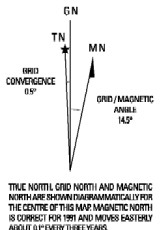 GN
TN
MN
GRID
CONVERGENCE
0.5°
GRID / MAGNETIC
ANGLE
14.5°
TRUE NORTH, GRID NORTH AND MAGNETIC
NORTH ARE SHOWN DIAGRAMMATICALLY FOR
THE CENTRE OF THIS MAP. MAGNETIC NORTH
IS CORRECT FOR 1991 AND MOVES EASTERLY
ABOUT 0.1° EVERY THREE YEARS.